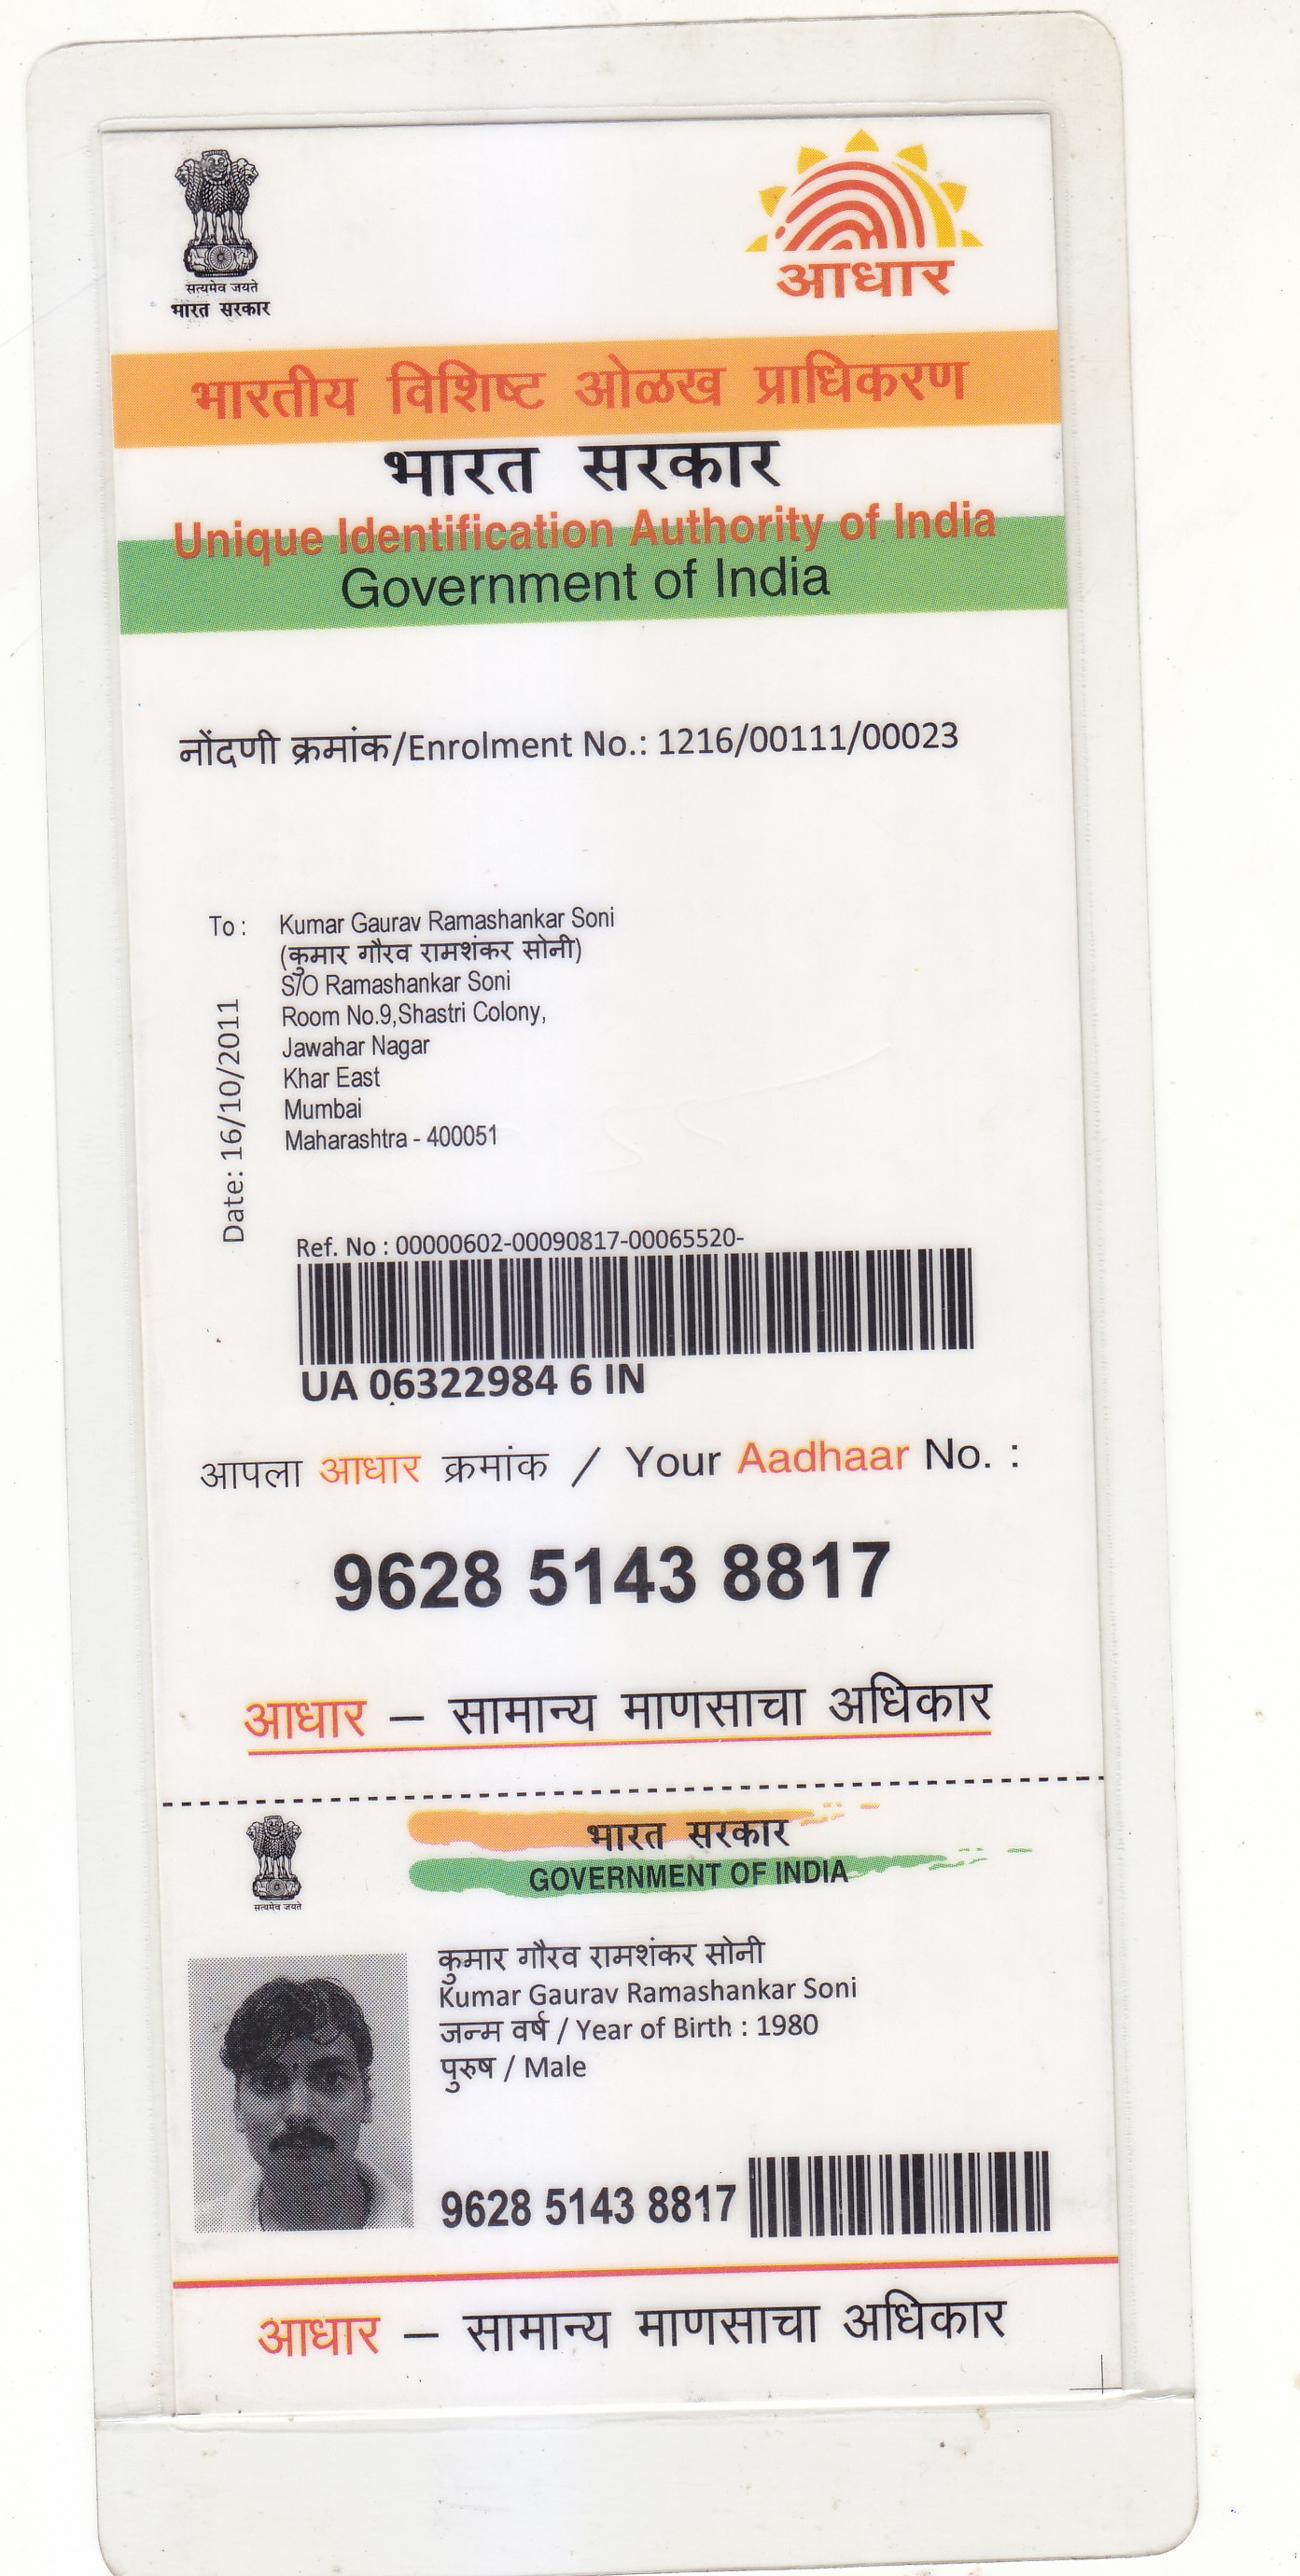 सत्यमेव जयते
भारत सरकार
आधार
भारतीय विशिष्ट ओळख प्राधिकरण
भारत सरकार
Unique Identification Authority of India
Government of India
नोंदणी क्रमांक/Enrolment No.: 1216/00111/00023
To :
Kumar Gaurav Ramashankar Soni
(कुमार गौरव रामशंकर सोनी)
S/O Ramashankar Soni
Room No.9,Shastri Colony,
Jawahar Nagar
Khar East
Mumbai
Maharashtra - 400051
Date: 16/10/2011
Ref. No : 00000602-00090817-00065520-
UA 06322984 6 IN
आपला आधार क्रमांक / Your Aadhaar No. :
9628 5143 8817
आधार – सामान्य माणसाचा अधिकार
सत्यमेव जयते
भारत सरकार
GOVERNMENT OF INDIA
कुमार गौरव रामशंकर सोनी
Kumar Gaurav Ramashankar Soni
जन्म वर्ष / Year of Birth : 1980
पुरुष / Male
9628 5143 8817
आधार – सामान्य माणसाचा अधिकार